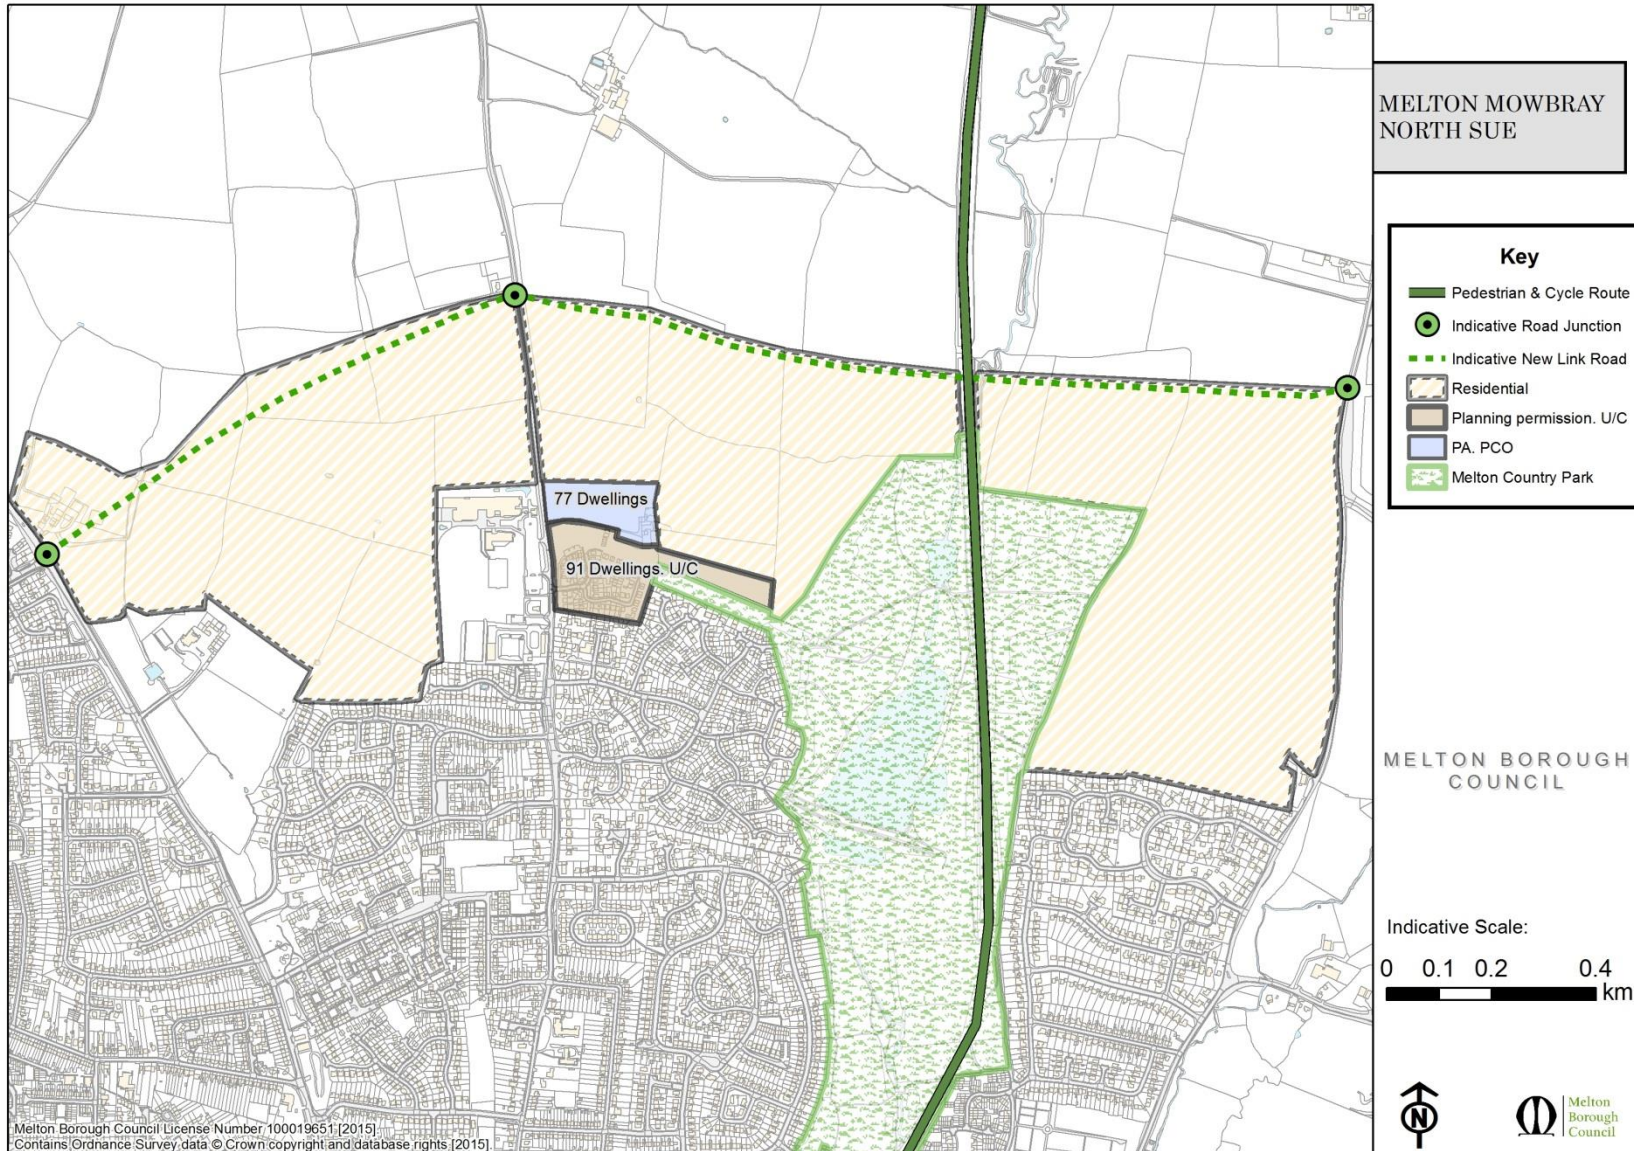 MELTON MOWBRAY
NORTH SUE
Key
Pedestrian & Cycle Route
Indicative Road Junction
Indicative New Link Road
Residential
Planning permission. U/C
PA. PCO
Melton Country Park
77 Dwellings
91 Dwellings. U/C
MELTON BOROUGH
COUNCIL
Indicative Scale:
0 0.1 0.2 0.4
km
N
Melton
Borough
Council
Melton Borough Council License Number 100019651 [2015].
Contains Ordnance Survey data © Crown copyright and database rights [2015].